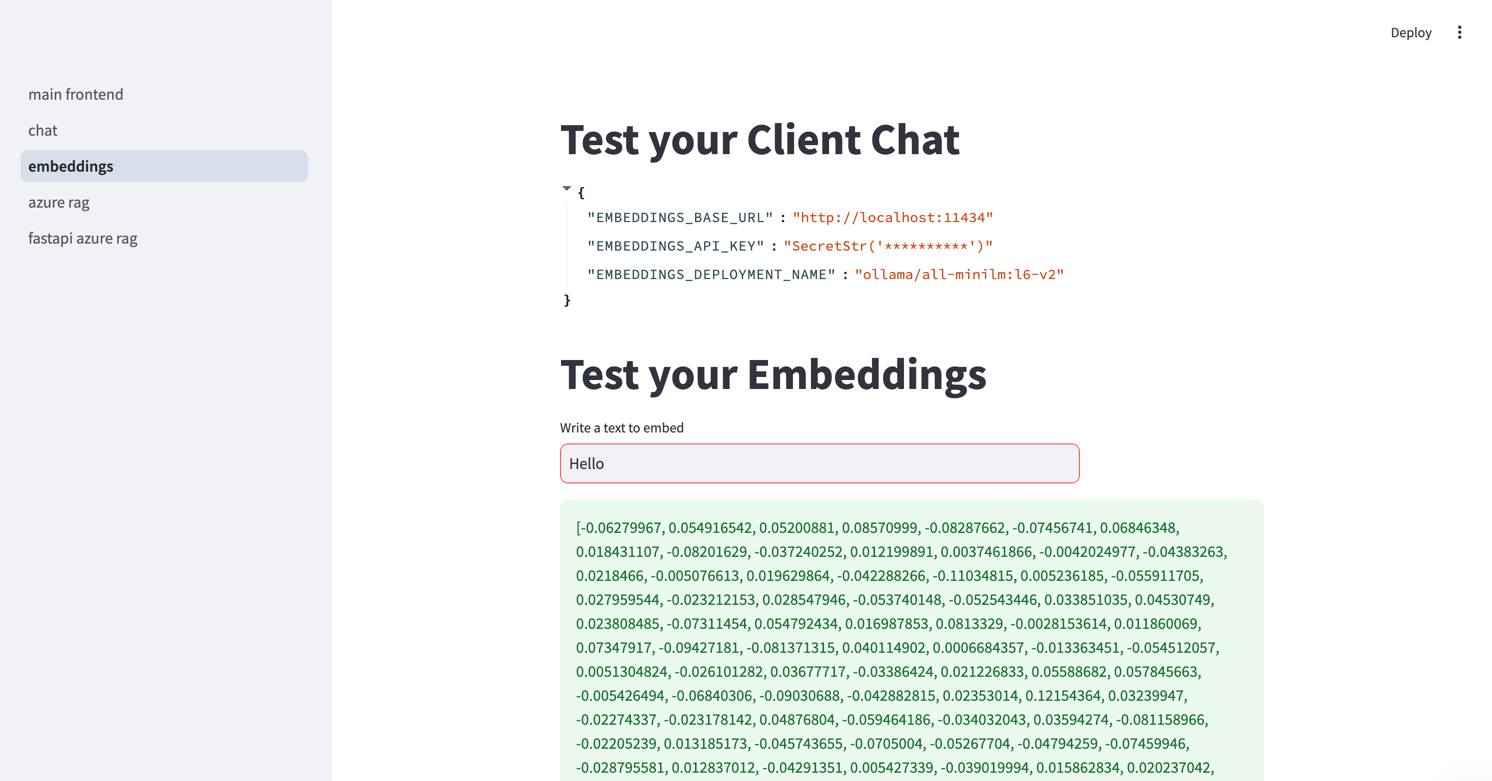 Deploy
main frontend
chat
embeddings
azure rag
fastapi azure rag
Test your Client Chat
{
"EMBEDDINGS_BASE_URL" : "http://localhost:11434"
"EMBEDDINGS_API_KEY" : "SecretStr('**********')"
"EMBEDDINGS_DEPLOYMENT_NAME" : "ollama/all-minilm:l6-v2"
}
Test your Embeddings
Write a text to embed
Hello
[-0.06279967, 0.054916542, 0.05200881, 0.08570999, -0.08287662, -0.07456741, 0.06846348,
0.018431107, -0.08201629, -0.037240252, 0.012199891, 0.0037461866, -0.0042024977, -0.04383263,
0.0218466, -0.005076613, 0.019629864, -0.042288266, -0.11034815, 0.005236185, -0.055911705,
0.027959544, -0.023212153, 0.028547946, -0.053740148, -0.052543446, 0.033851035, 0.04530749,
0.023808485, -0.07311454, 0.054792434, 0.016987853, 0.0813329, -0.0028153614, 0.011860069,
0.07347917, -0.09427181, -0.081371315, 0.040114902, 0.0006684357, -0.013363451, -0.054512057,
0.0051304824, -0.026101282, 0.03677717, -0.03386424, 0.021226833, 0.05588682, 0.057845663,
-0.005426494, -0.06840306, -0.09030688, -0.042882815, 0.02353014, 0.12154364, 0.03239947,
-0.02274337, -0.023178142, 0.04876804, -0.059464186, -0.034032043, 0.03594274, -0.081158966,
-0.02205239, 0.013185173, -0.045743655, -0.0705004, -0.05267704, -0.04794259, -0.07459946,
-0.028795581, 0.012837012, -0.04291351, 0.005427339, -0.039019994, 0.015862834, 0.020237042,